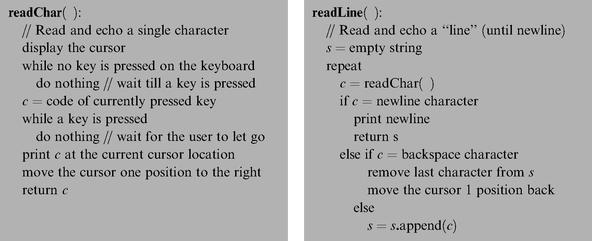 readChar( ):
// Read and echo a single character
display the cursor
while no key is pressed on the keyboard
do nothing // wait till a key is pressed
c = code of currently pressed key
while a key is pressed
do nothing // wait for the user to let go
print c at the current cursor location
move the cursor one position to the right
return c
readLine( ):
// Read and echo a “line” (until newline)
s = empty string
repeat
c = readChar( )
if c = newline character
print newline
return s
else if c = backspace character
remove last character from s
move the cursor 1 position back
else
s = s.append(c)